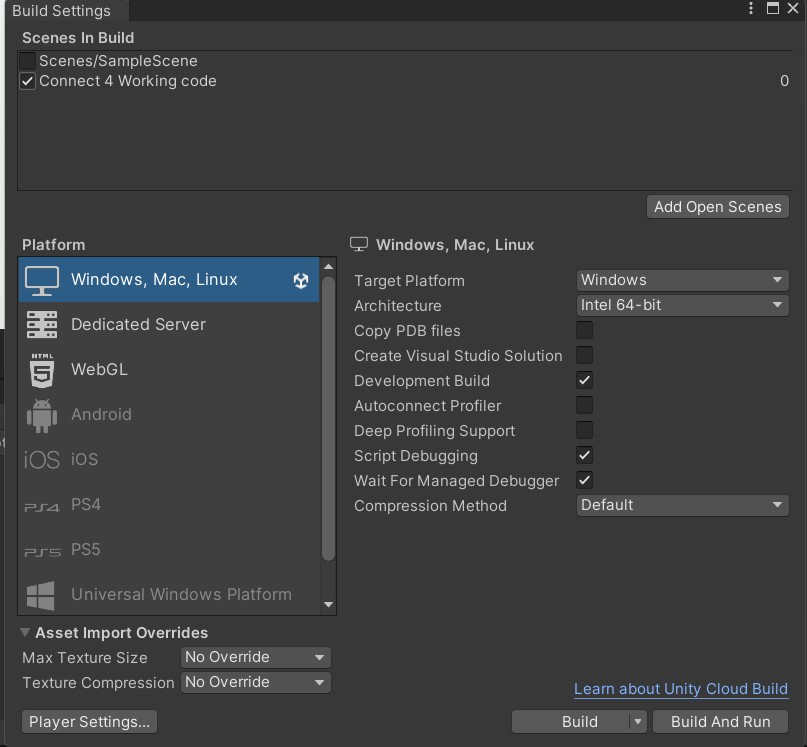 Build Settings
Scenes In Build
Scenes/SampleScene
Connect 4 Working code 0
Add Open Scenes
Platform
Windows, Mac, Linux
Dedicated Server
HTML 5 WebGL
Android
iOS iOS
PS4 PS4
PS5 PS5
Universal Windows Platform
Windows, Mac, Linux
Target Platform Windows
Architecture Intel 64-bit
Copy PDB files
Create Visual Studio Solution
Development Build
Autoconnect Profiler
Deep Profiling Support
Script Debugging
Wait For Managed Debugger
Compression Method Default
Asset Import Overrides
Max Texture Size No Override
Texture Compression No Override
Learn about Unity Cloud Build
Player Settings... Build Build And Run